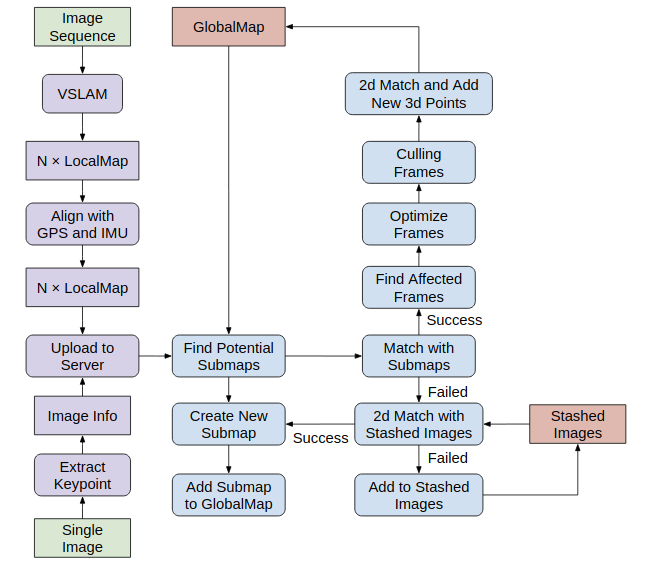 Image
Sequence
VSLAM
N × LocalMap
Align with
GPS and IMU
N × LocalMap
Upload to
Server
Image Info
Extract
Keypoint
Single
Image
GlobalMap
Find Potential
Submaps
Create New
Submap
Add Submap
to GlobalMap
2d Match and Add
New 3d Points
Culling
Frames
Optimize
Frames
Find Affected
Frames
Success
Match with
Submaps
Failed
2d Match with
Stashed Images
Success
Failed
Add to Stashed
Images
Stashed
Images